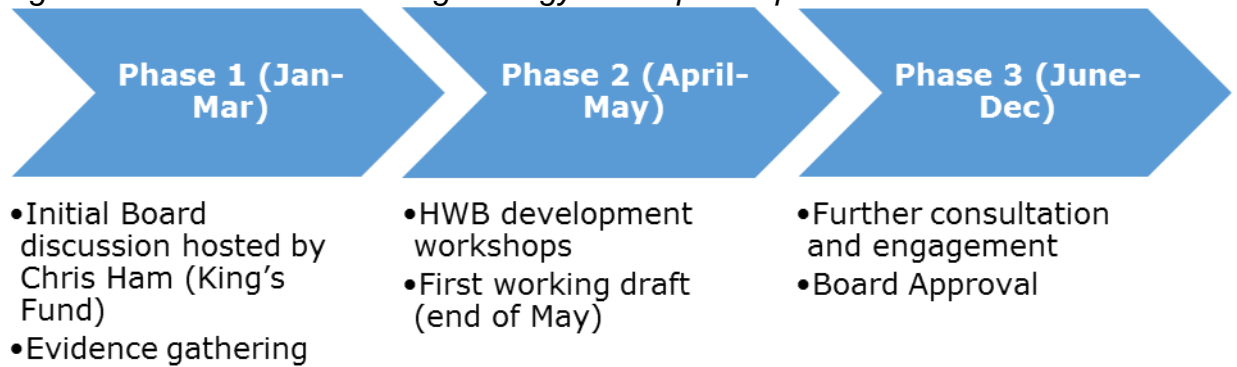 Phase 1 (Jan-
Mar)
Phase 2 (April-
May)
Phase 3 (June-
Dec)
•Initial Board
discussion hosted by
Chris Ham (King’s
Fund)
•Evidence gathering
•HWB development
workshops
•First working draft
(end of May)
•Further consultation
and engagement
•Board Approval